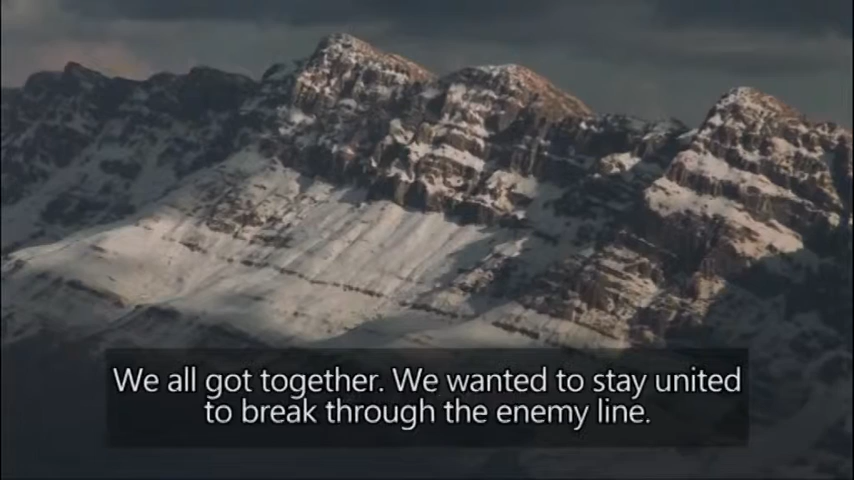 We all got together. We wanted to stay united
to break through the enemy line.